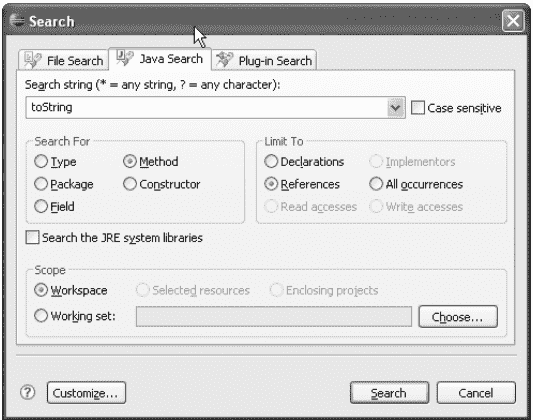 Search
File Search Java Search Plug-in Search
Search string (* = any string, ? = any character):
toString Case sensitive
Search For Limit To
Type Method Declarations Implementors
Package Constructor References All occurrences
Field Read accesses Write accesses
Search the JRE system libraries
Scope
Workspace Selected resources Enclosing projects
Working set: Choose...
? Customize... Search Cancel